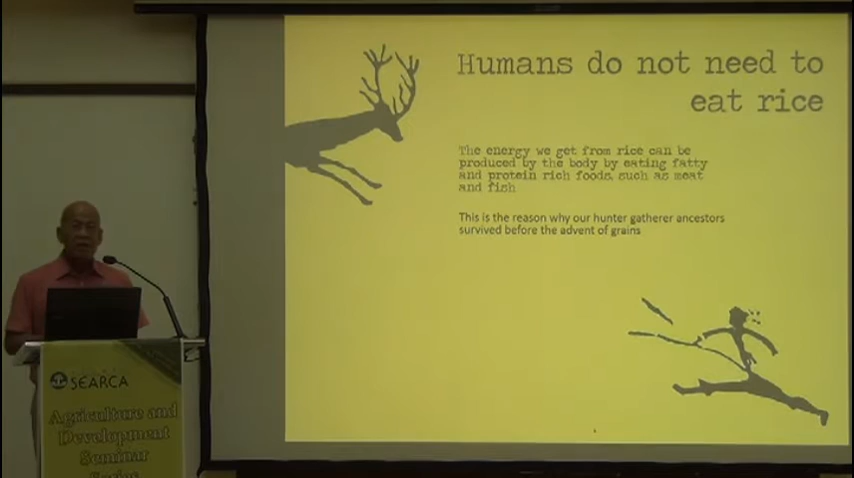 Humans do not need to
eat rice
The energy we get from rice can be
produced by the body by eating fatty
and protein rich foods, such as meat
and fish
This is the reason why our hunter gatherer ancestors
survived before the advent of grains
SEARCA
Agriculture and
Development
Seminar
Series